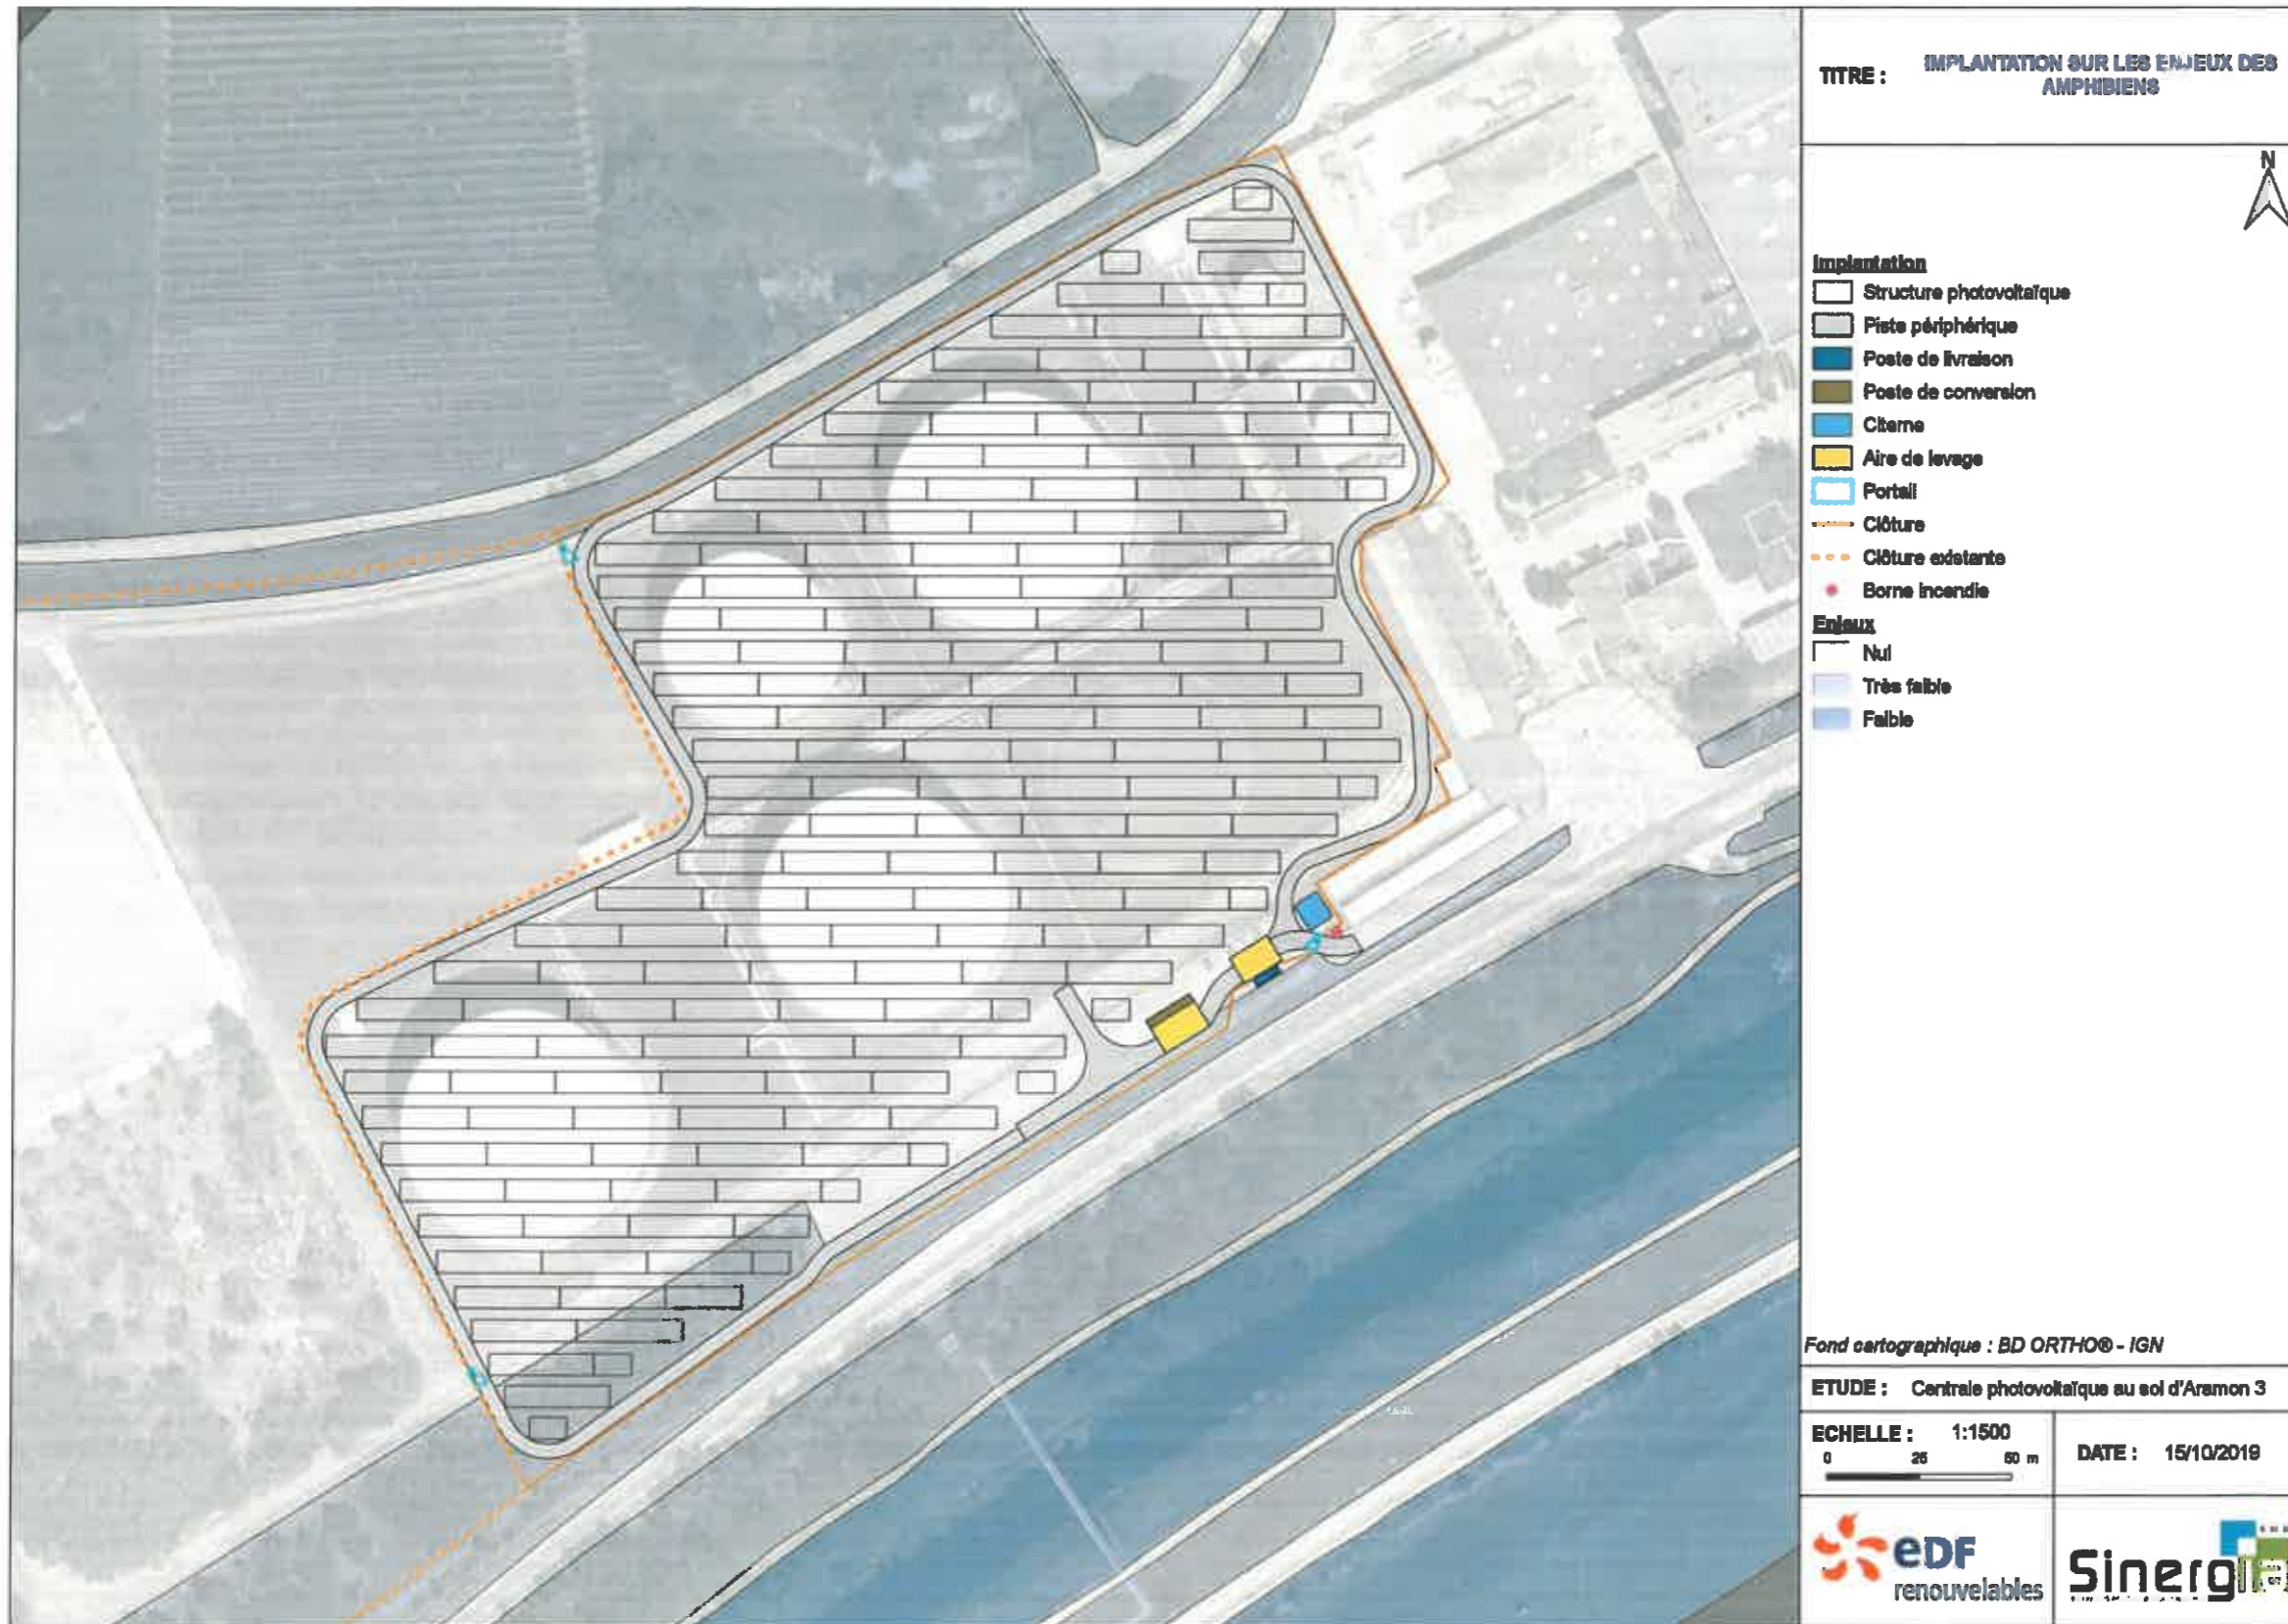 TITRE : IMPLANTATION SUR LES ENJEUX DES
AMPHIBIENS
N
Implantation
Structure photovoltaïque
Piste périphérique
Poste de livraison
Poste de conversion
Citerne
Aire de levage
Portail
Clôture
Clôture existante
Borne incendie
Enjeux
Nul
Très faible
Faible
Fond cartographique : BD ORTHO® - IGN
ETUDE : Centrale photovoltaïque au sol d'Aramon 3
ECHELLE : 1:1500
0 25 50 m
DATE : 15/10/2019
eDF
renouvelables